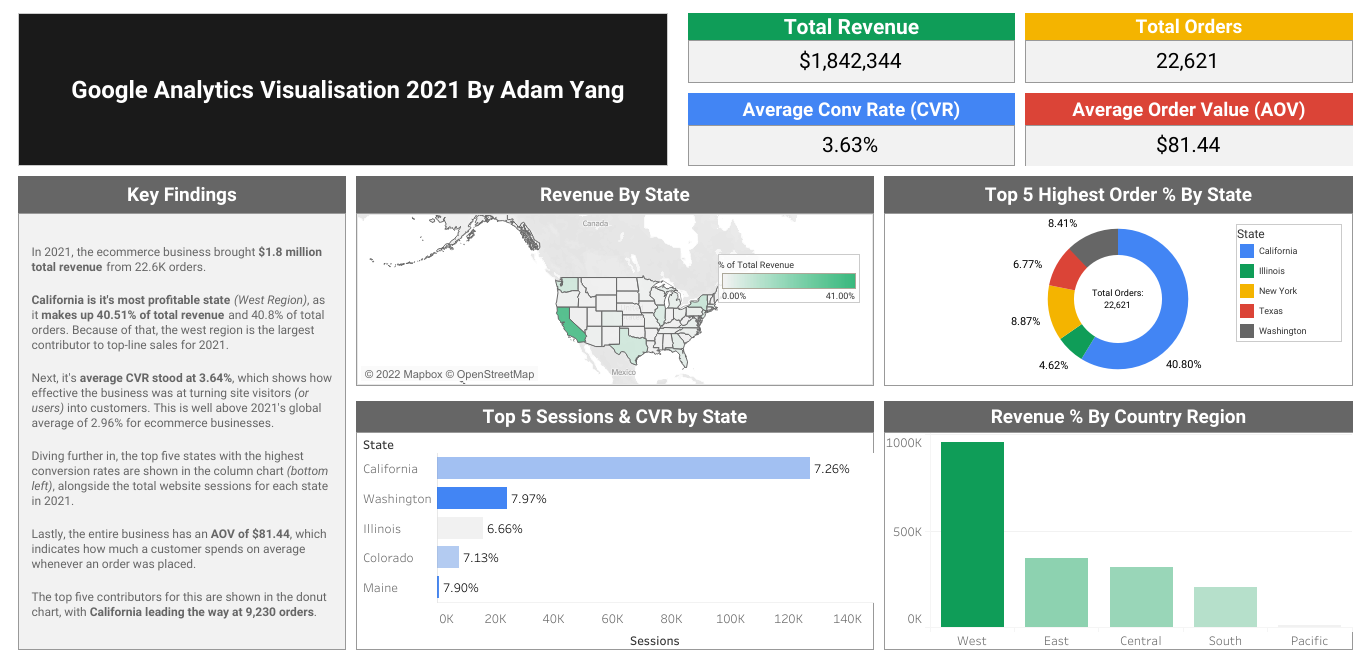 Google Analytics Visualisation 2021 By Adam Yang
Total Revenue
$1,842,344
Total Orders
22,621
Average Conv Rate (CVR)
3.63%
Average Order Value (AOV)
$81.44
Key Findings
In 2021, the ecommerce business brought $1.8 million
total revenue from 22.6K orders.
California is it's most profitable state (West Region), as
it makes up 40.51% of total revenue and 40.8% of total
orders. Because of that, the west region is the largest
contributor to top-line sales for 2021.
Next, it's average CVR stood at 3.64%, which shows how
effective the business was at turning site visitors (or
users) into customers. This is well above 2021's global
average of 2.96% for ecommerce businesses.
Diving further in, the top five states with the highest
conversion rates are shown in the column chart (bottom
left), alongside the total website sessions for each state
in 2021.
Lastly, the entire business has an AOV of $81.44, which
indicates how much a customer spends on average
whenever an order was placed.
The top five contributors for this are shown in the donut
chart, with California leading the way at 9,230 orders.
Revenue By State
Canada
% of Total Revenue
0.00%
41.00%
Mexico
© 2022 Mapbox © OpenStreetMap
Top 5 Highest Order % By State
8.41%
6.77%
8.87%
4.62%
40.80%
Total Orders:
22,621
State
California
Illinois
New York
Texas
Washington
Top 5 Sessions & CVR by State
State
California
7.26%
Washington
7.97%
Illinois
6.66%
Colorado
7.13%
Maine
7.90%
0K
20K
40K
60K
80K
100K
120K
140K
Sessions
Revenue % By Country Region
1000K
500K
0K
West
East
Central
South
Pacific